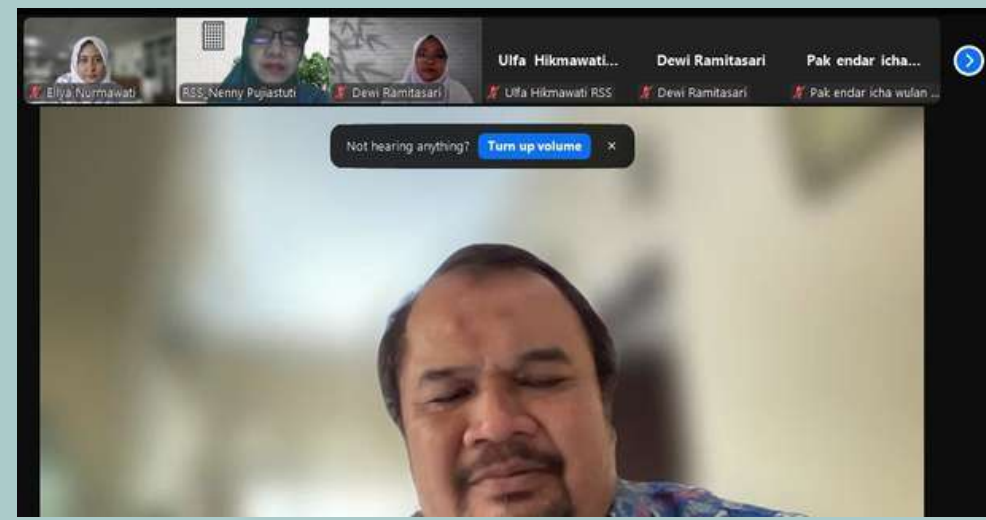 Ulfa Hikmawati...
Dewi Ramitasari
Pak endar icha...
Ellya Nurmawati
RSS_Nenny Pujiastuti
Dewi Ramitasari
Ulfa Hikmawati RSS
Dewi Ramitasari
Pak endar icha wulan ...
Not hearing anything? Turn up volume ×